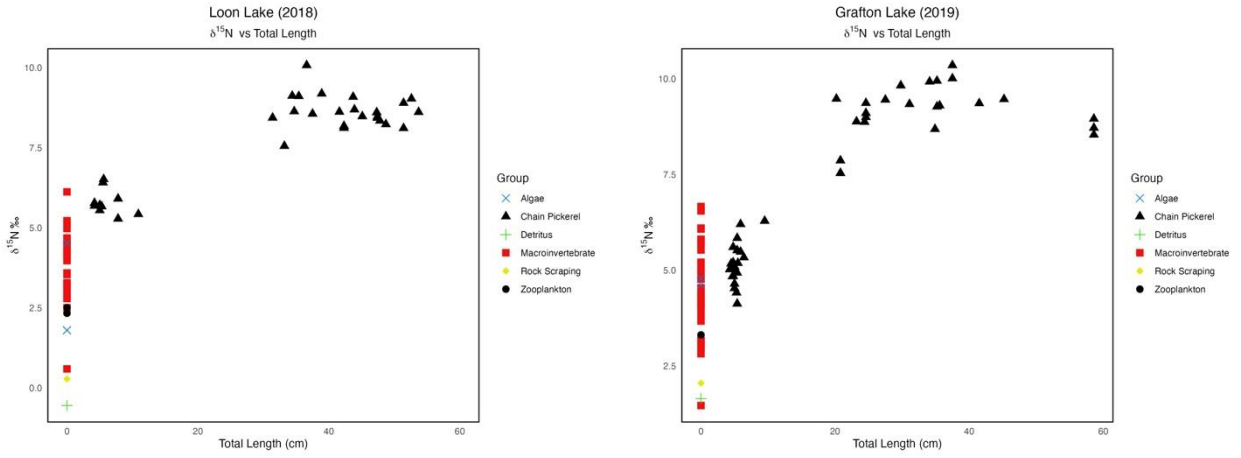 Loon Lake (2018)
δ15N vs Total Length
10.0
7.5
5.0
2.5
0.0
δ15N ‰
0
20
40
60
Total Length (cm)
Group
Algae
Chain Pickerel
Detritus
Macroinvertebrate
Rock Scraping
Zooplankton
Grafton Lake (2019)
δ15N vs Total Length
10.0
7.5
5.0
2.5
δ15N ‰
0
20
40
60
Total Length (cm)
Group
Algae
Chain Pickerel
Detritus
Macroinvertebrate
Rock Scraping
Zooplankton